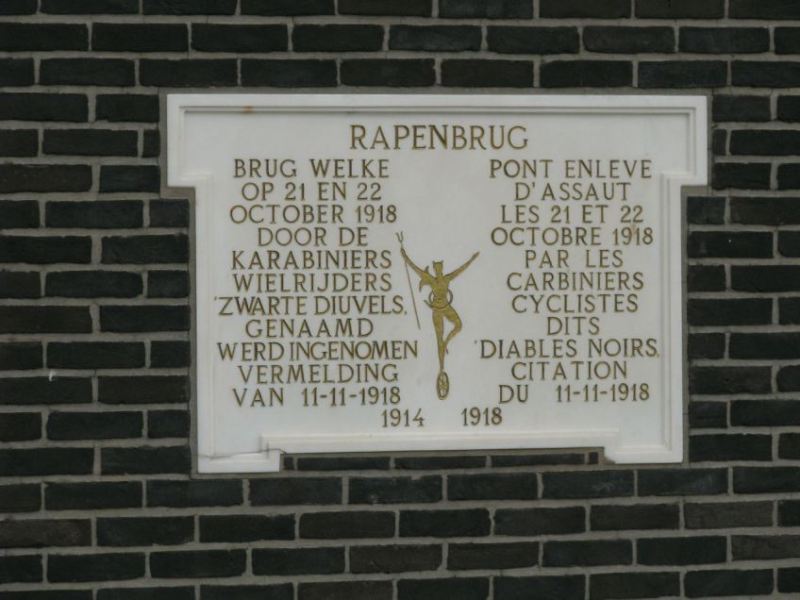 RAPENBRUG
BRUG WELKE
OP 21 EN 22
OCTOBER 1918
DOOR DE
KARABINIERS
WIELRIJDERS
'ZWARTE DIUVELS'
GENAAMD
WERD INGENOMEN
VERMELDING
VAN 11-11-1918
PONT ENLEVE
D'ASSAUT
LES 21 ET 22
OCTOBRE 1918
PAR LES
CARBINIERS
CYCLISTES
DITS
'DIABLES NOIRS'
CITATION
DU 11-11-1918
1914 1918